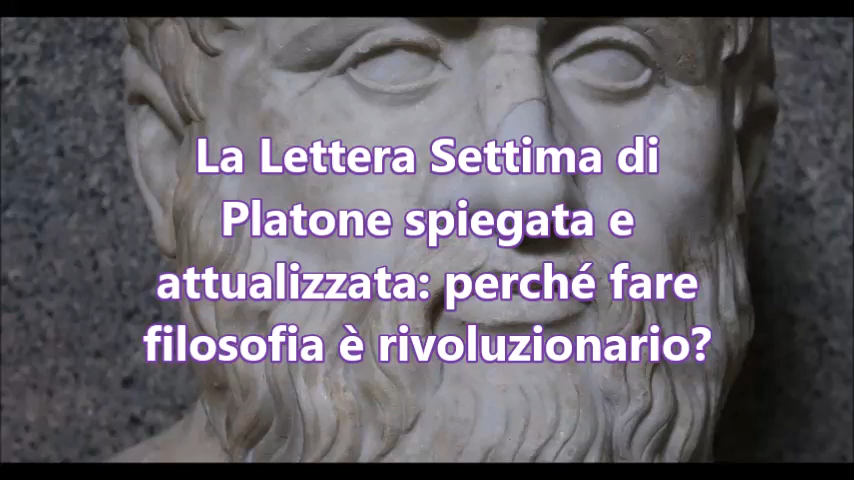 La Lettera Settima di
Platone spiegata e
attualizzata: perché fare
filosofia è rivoluzionario?